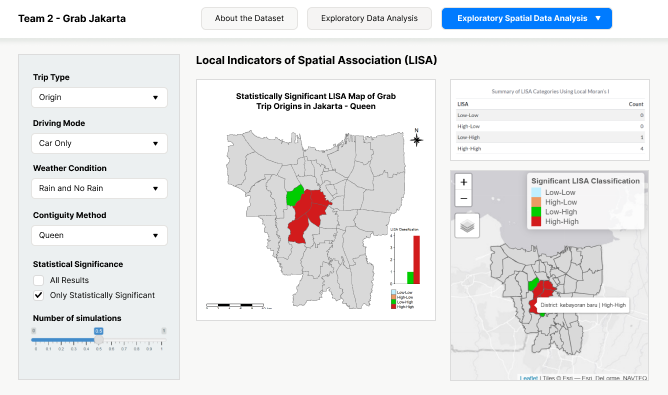 Team 2 - Grab Jakarta
About the Dataset
Exploratory Data Analysis
Exploratory Spatial Data Analysis
Local Indicators of Spatial Association (LISA)
Trip Type
Origin
Driving Mode
Car Only
Weather Condition
Rain and No Rain
Contiguity Method
Queen
Statistical Significance
All Results
Only Statistically Significant
Number of simulations
0.5
0 0.1 0.2 0.3 0.4 0.5 0.6 0.7 0.8 0.9 1
Statistically Significant LISA Map of Grab
Trip Origins in Jakarta - Queen
N
LISA Classification
Low-Low
High-Low
Low-High
High-High
Summary of LISA Categories Using Local Moran's I
LISA Count
Low-Low 0
High-Low 0
Low-High 1
High-High 4
+
−
Significant LISA Classification
Low-Low
High-Low
Low-High
High-High
District: kebayoran baru | High-High
Leaflet | Tiles © Esri — Esri, DeLorme, NAVTEQ